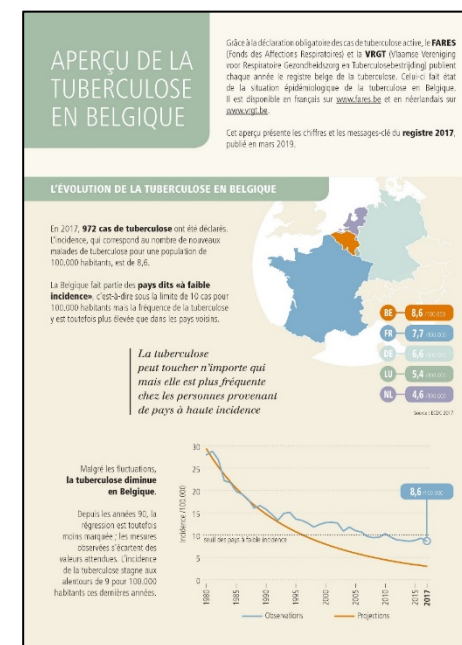 APERÇU DE LA
TUBERCULOSE
EN BELGIQUE
Grâce à la déclaration obligatoire des cas de tuberculose active, le FARES
(Fonds des Affections Respiratoires) et la VRGT (Vlaamse Vereniging
voor Respiratoire Gezondheidszorg en Tuberculosebestrijding) publient
chaque année le registre belge de la tuberculose. Celui-ci fait état
de la situation épidémiologique de la tuberculose en Belgique.
Il est disponible en français sur www.fares.be et en néerlandais sur
www.vrgt.be.
Cet aperçu présente les chiffres et les messages-clé du registre 2017,
publié en mars 2019.
L'ÉVOLUTION DE LA TUBERCULOSE EN BELGIQUE
En 2017, 972 cas de tuberculose ont été déclarés.
L'incidence, qui correspond au nombre de nouveaux
malades de tuberculose pour une population de
100.000 habitants, est de 8,6.
La Belgique fait partie des pays dits «à faible
incidence», c'est-à-dire sous la limite de 10 cas pour
100.000 habitants mais la fréquence de la tuberculose
y est toutefois plus élevée que dans les pays voisins.
La tuberculose
peut toucher n'importe qui
mais elle est plus fréquente
chez les personnes provenant
de pays à haute incidence
BE 8,6 /100.000
FR 7,7 /100.000
DE 6,6 /100.000
LU 5,4 /100.000
NL 4,6 /100.000
Source : ECDC 2017
Malgré les fluctuations,
la tuberculose diminue
en Belgique.
Depuis les années 90, la
régression est toutefois
moins marquée ; les mesures
observées s'écartent des
valeurs attendues. L'incidence
de la tuberculose stagne aux
alentours de 9 pour 100.000
habitants ces dernières années.
Incidence /100.000
30
25
20
15
10
5
0
8,6 /100.000
seuil des pays à faible incidence
1980 1985 1990 1995 2000 2005 2010 2015 2017
Observations Projections